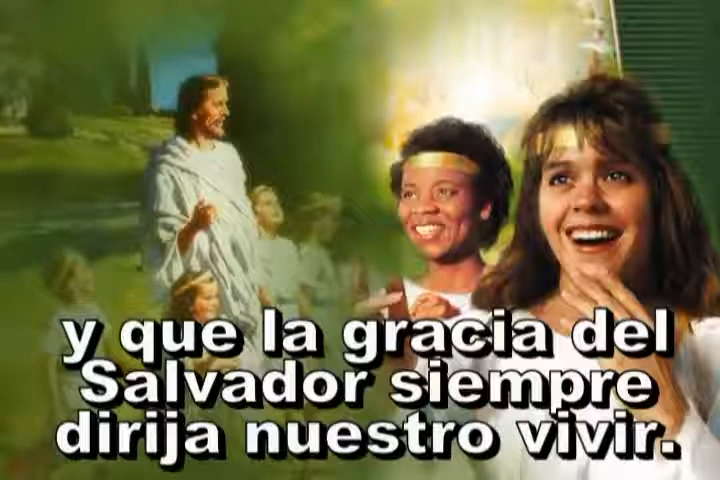 y que la gracia del
Salvador siempre
dirija nuestro vivir.